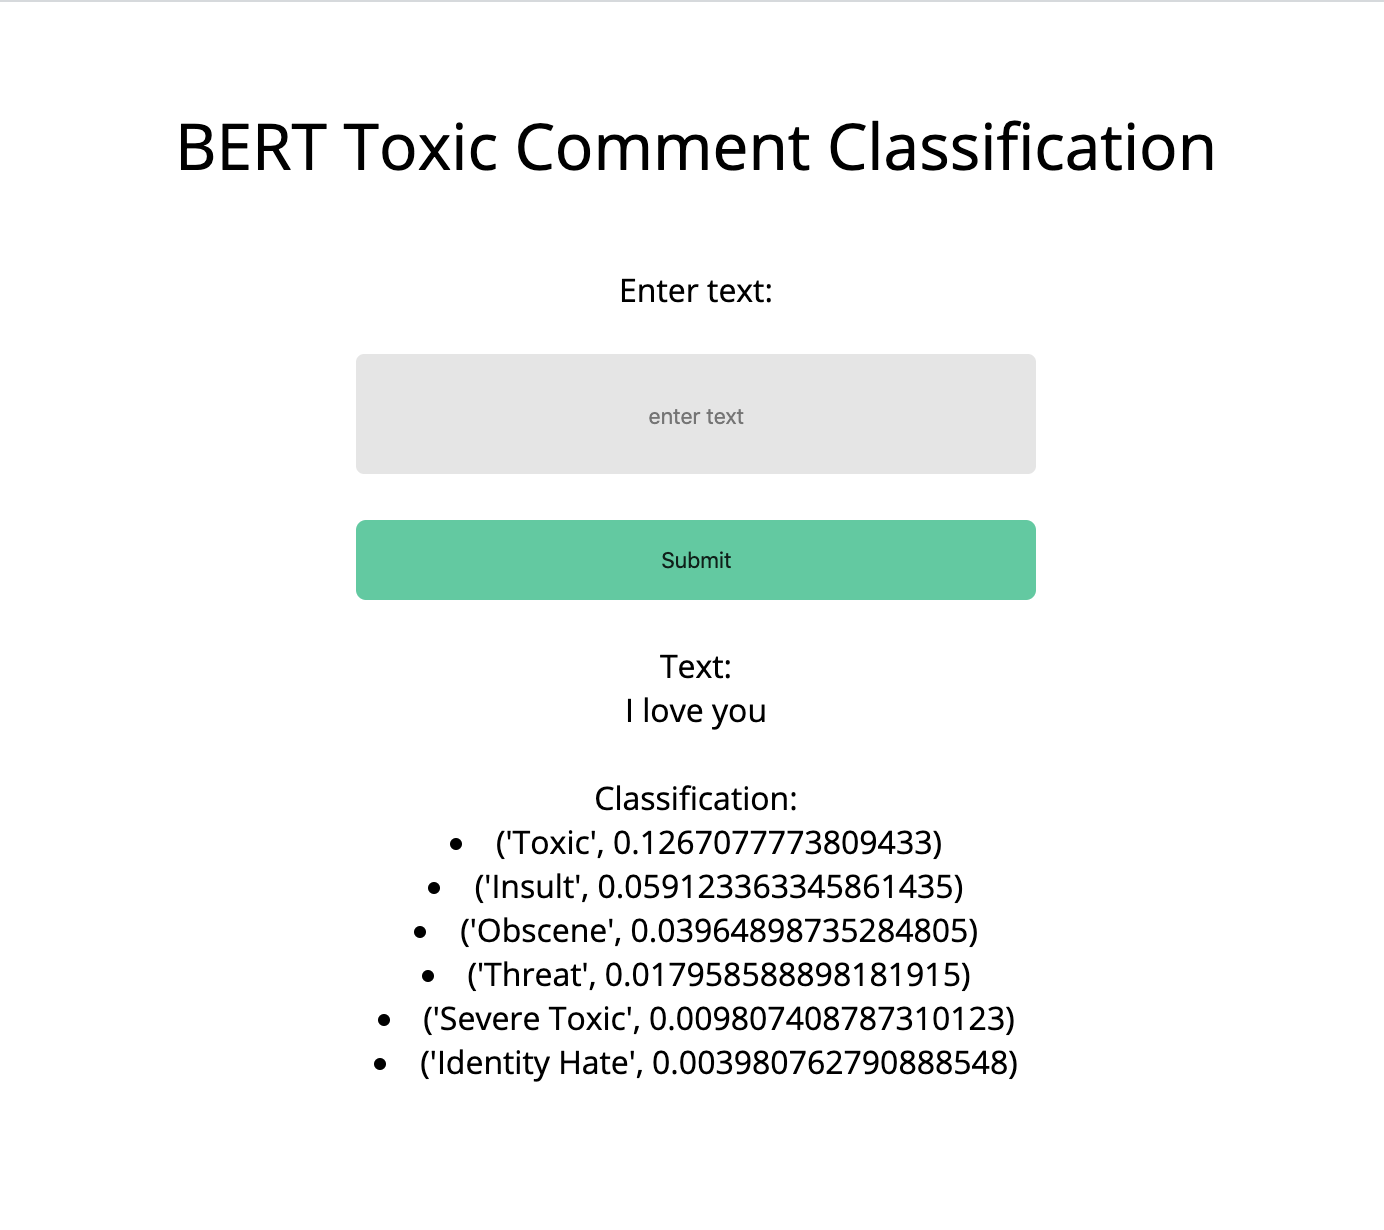 BERT Toxic Comment Classification
Enter text:
enter text
Submit
Text:
I love you
Classification:
• ('Toxic', 0.1267077773809433)
• ('Insult', 0.059123363345861435)
• ('Obscene', 0.03964898735284805)
• ('Threat', 0.017958588898181915)
• ('Severe Toxic', 0.009807408787310123)
• ('Identity Hate', 0.003980762790888548)